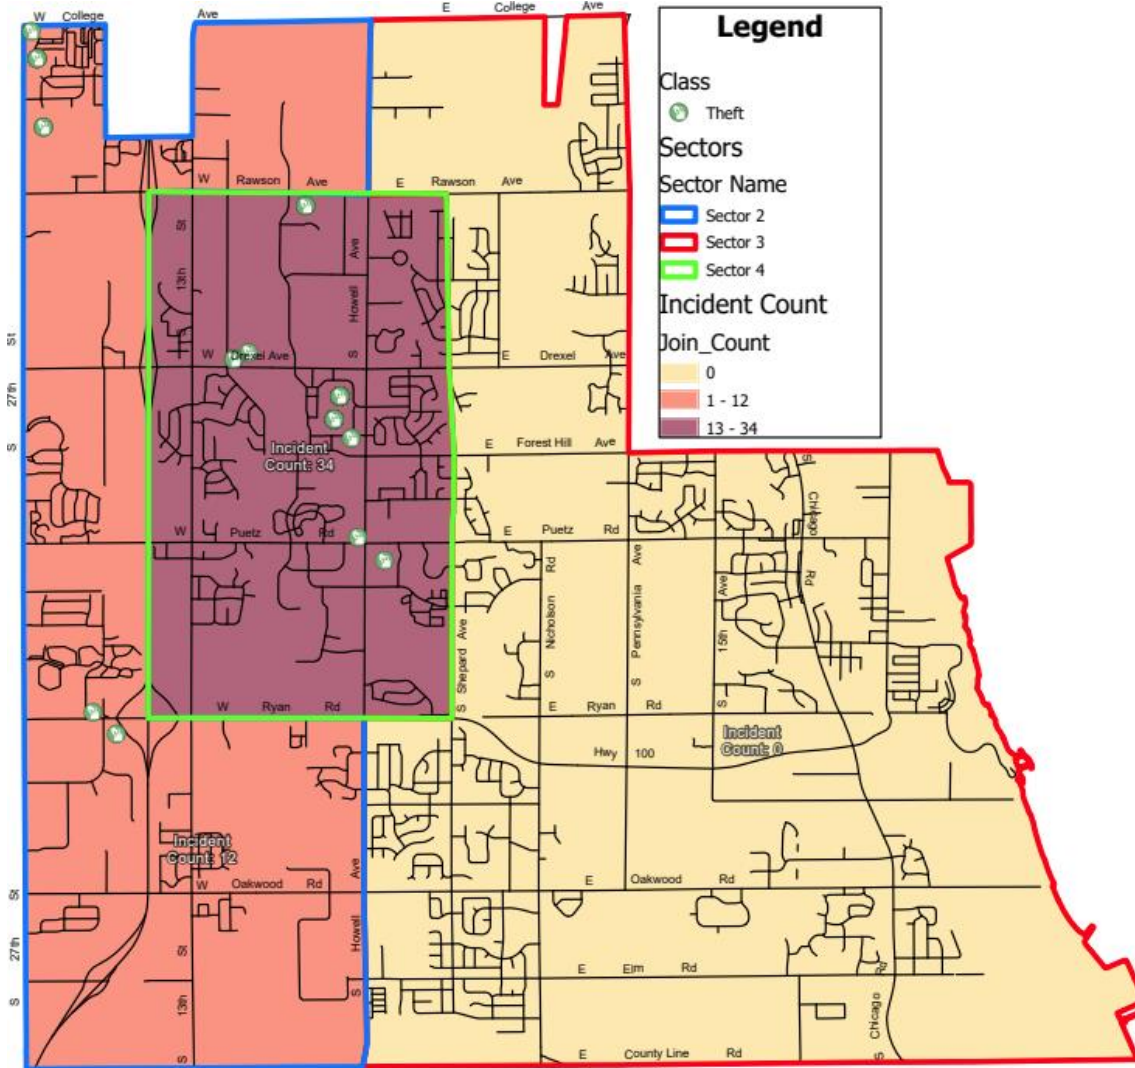 W College Ave
E College Ave
Legend
Class
Theft
Sectors
Sector Name
Sector 2
Sector 3
Sector 4
Incident Count
Join_Count
0
1 - 12
13 - 34
W Rawson Ave
E Rawson Ave
S 13th St
S Howell Ave
S 27th St
W Drexel Ave
E Drexel Ave
E Forest Hill Ave
Incident
Count: 34
W Puetz Rd
E Puetz Rd
S Chicago Rd
S Nicholson Rd
S Pennsylvania Ave
S 15th Ave
S Shepard Ave
W Ryan Rd
E Ryan Rd
Hwy 100
Incident
Count: 0
Incident
Count: 12
W Oakwood Rd
E Oakwood Rd
S 27th St
S 13th St
S Howell Ave
E Elm Rd
S Chicago Rd
E County Line Rd